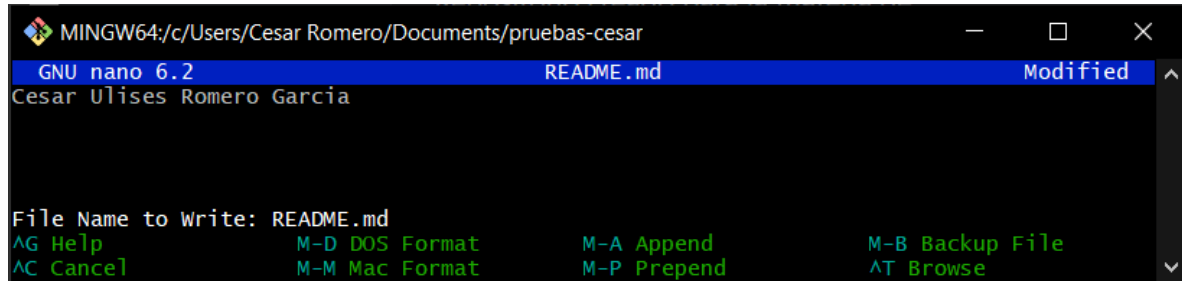 MINGW64:/c/Users/Cesar Romero/Documents/pruebas-cesar
GNU nano 6.2 README.md Modified
Cesar Ulises Romero Garcia
File Name to Write: README.md
^G Help M-D DOS Format M-A Append M-B Backup File
^C Cancel M-M Mac Format M-P Prepend ^T Browse